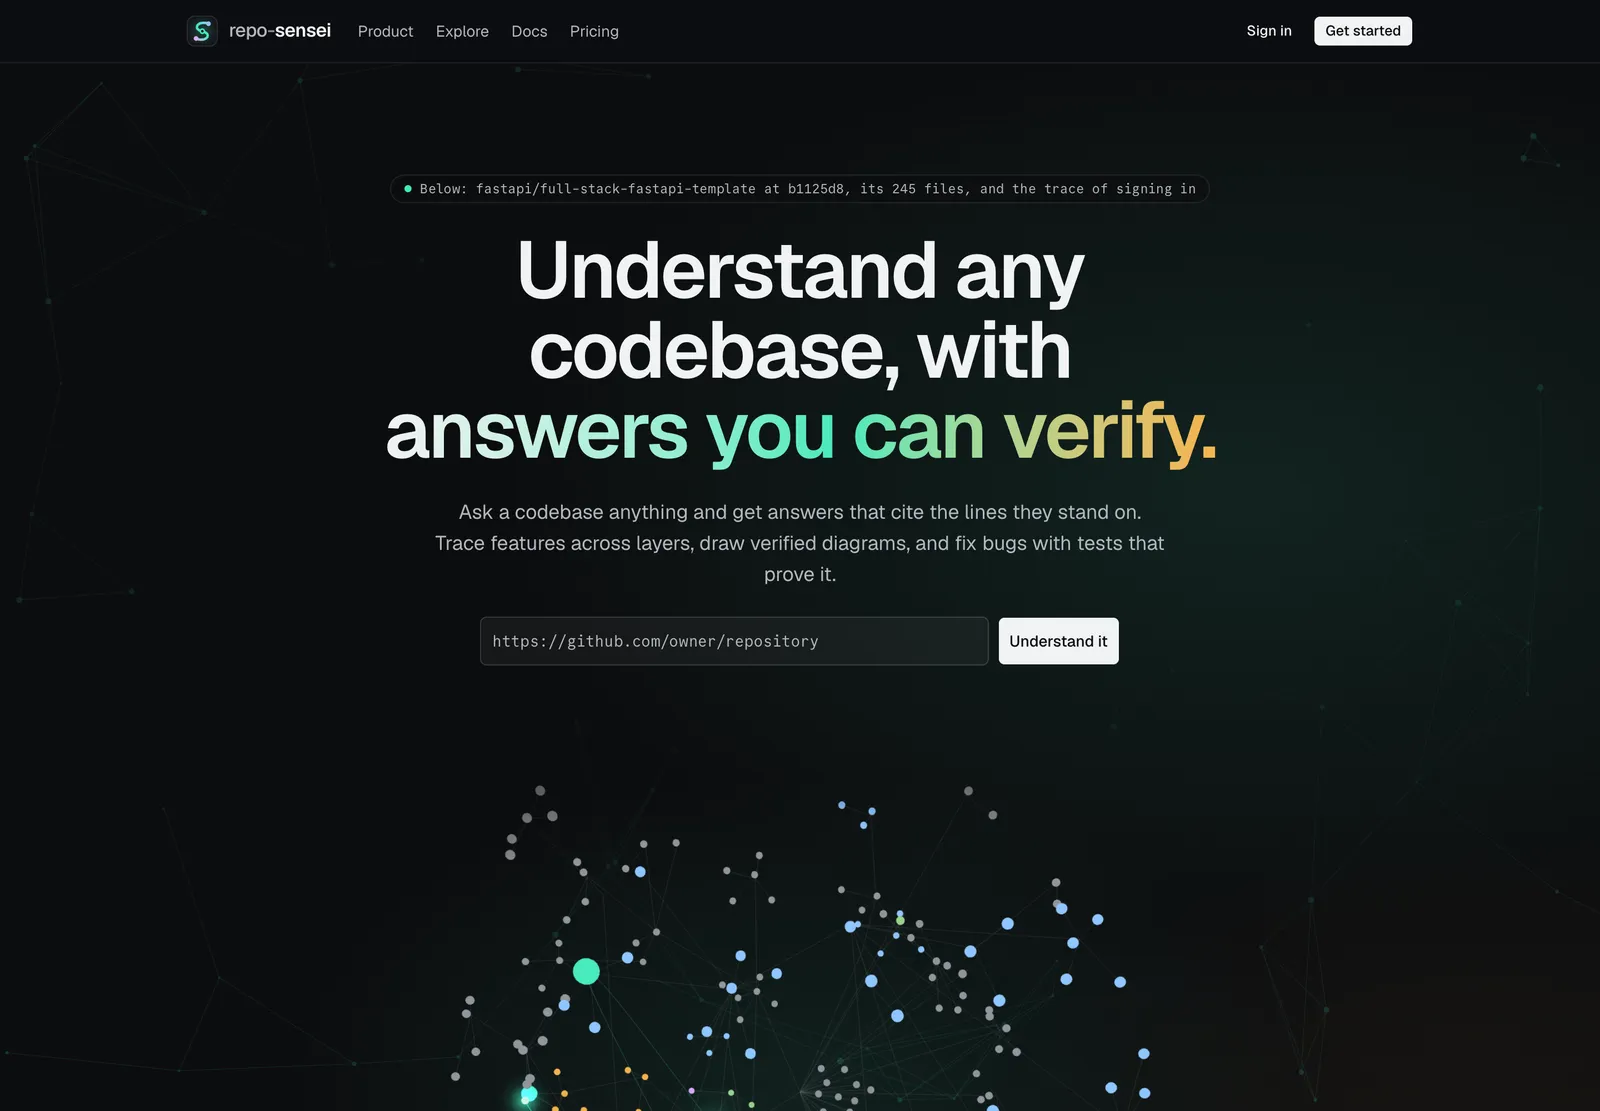 repo-sensei Product Explore Docs Pricing Sign in Get started
Below: fastapi/full-stack-fastapi-template at b1125d8, its 245 files, and the trace of signing in
Understand any
codebase, with
answers you can verify.
Ask a codebase anything and get answers that cite the lines they stand on.
Trace features across layers, draw verified diagrams, and fix bugs with tests that
prove it.
https://github.com/owner/repository Understand it